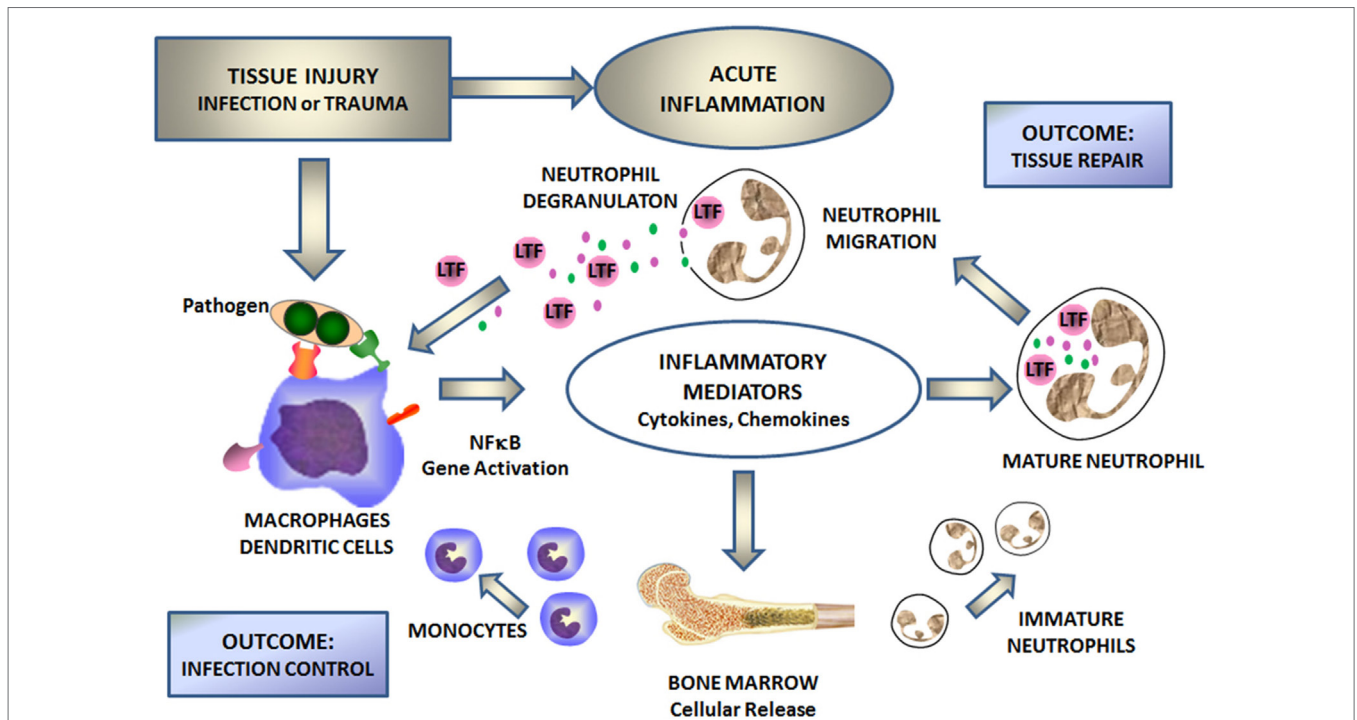 TISSUE INJURY
INFECTION or TRAUMA
ACUTE
INFLAMMATION
OUTCOME:
TISSUE REPAIR
NEUTROPHIL
DEGRANULATON
LTF
NEUTROPHIL
MIGRATION
LTF
LTF
LTF
LTF
Pathogen
LTF
LTF
INFLAMMATORY
MEDIATORS
Cytokines, Chemokines
NFκB
Gene Activation
MATURE NEUTROPHIL
MACROPHAGES
DENDRITIC CELLS
MONOCYTES
IMMATURE
NEUTROPHILS
OUTCOME:
INFECTION CONTROL
BONE MARROW
Cellular Release